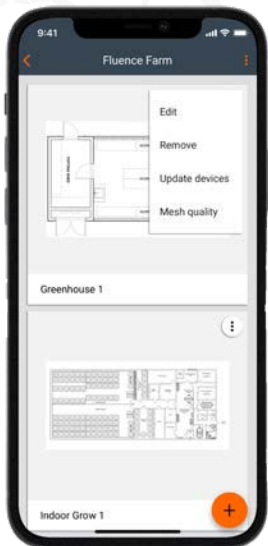 9:41
Fluence Farm
Edit
Remove
Update devices
Mesh quality
Greenhouse 1
Indoor Grow 1